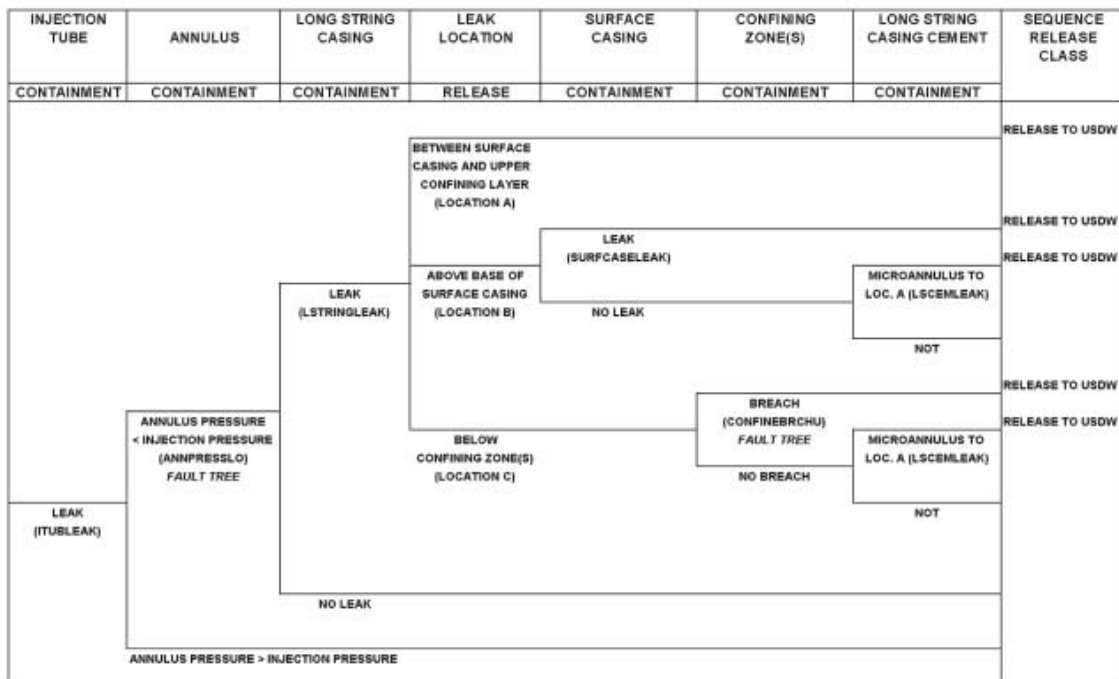 INJECTION TUBE
ANNULUS
LONG STRING CASING
LEAK LOCATION
SURFACE CASING
CONFINING ZONE(S)
LONG STRING CASING CEMENT
SEQUENCE RELEASE CLASS
CONTAINMENT
CONTAINMENT
CONTAINMENT
RELEASE
CONTAINMENT
CONTAINMENT
CONTAINMENT
RELEASE TO USDW
BETWEEN SURFACE
CASING AND UPPER
CONFINING LAYER
(LOCATION A)
RELEASE TO USDW
LEAK
(SURFCASELEAK)
RELEASE TO USDW
ABOVE BASE OF
SURFACE CASING
(LOCATION B)
MICROANNULUS TO
LOC. A (LSCEMLEAK)
LEAK
(LSTRINGLEAK)
NO LEAK
NOT
RELEASE TO USDW
BREACH
(CONFINEBRCHU)
FAULT TREE
ANNULUS PRESSURE
< INJECTION PRESSURE
(ANNPRESSLO)
FAULT TREE
RELEASE TO USDW
BELOW
CONFINING ZONE(S)
(LOCATION C)
MICROANNULUS TO
LOC. A (LSCEMLEAK)
NO BREACH
LEAK
(ITUBLEAK)
NOT
NO LEAK
ANNULUS PRESSURE > INJECTION PRESSURE